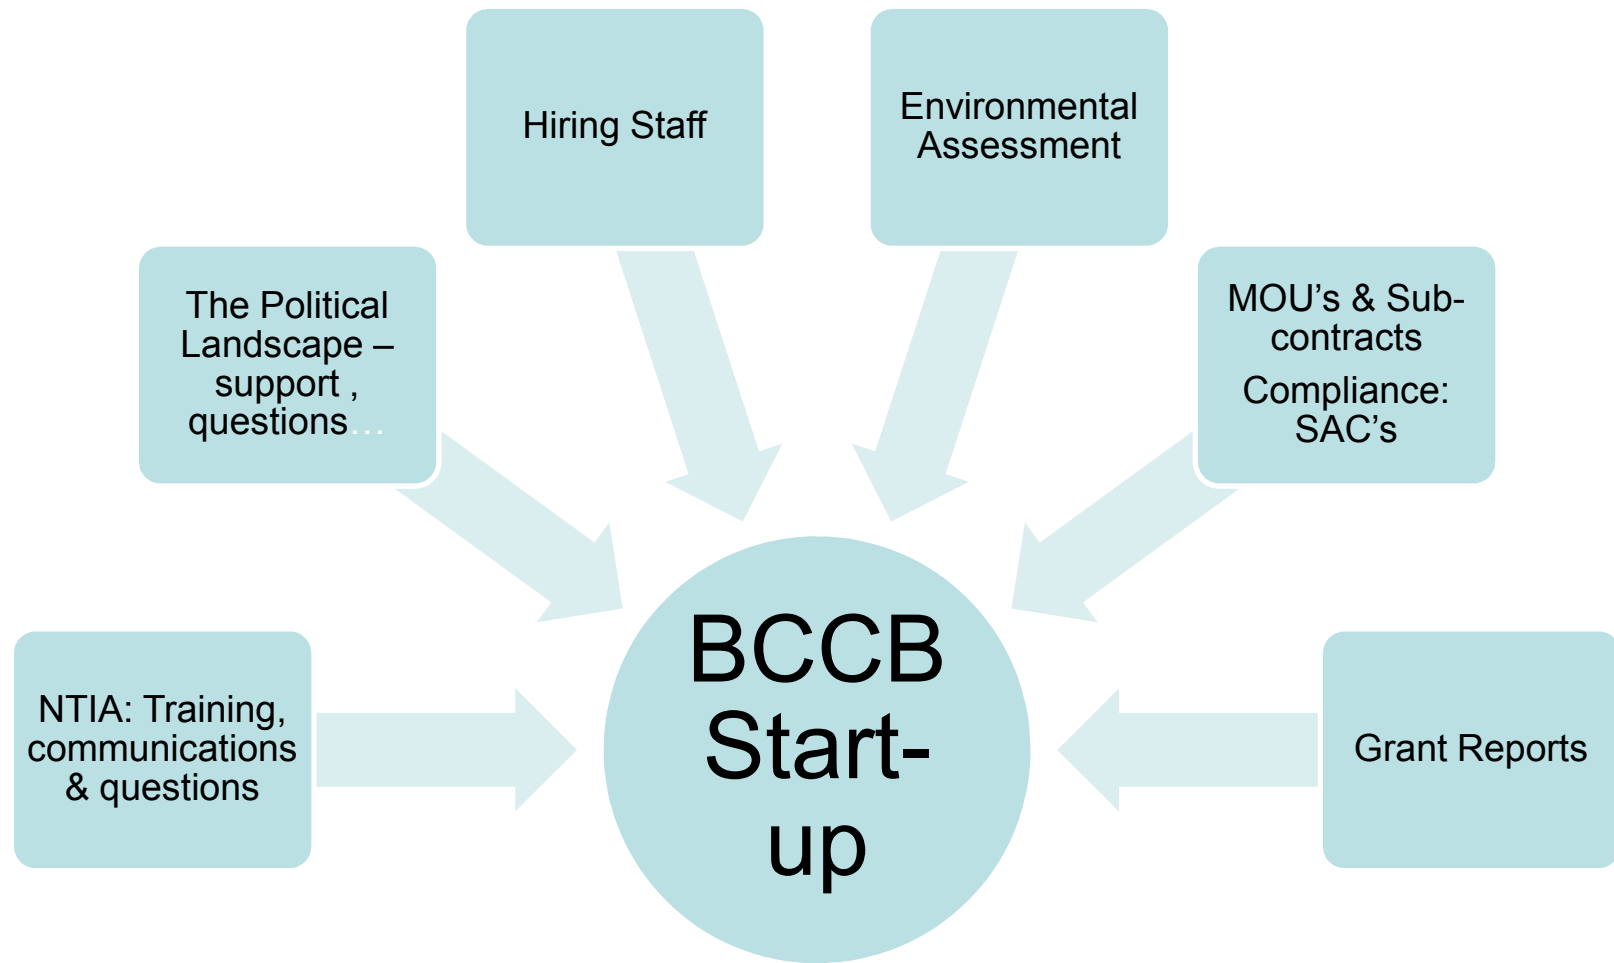 Hiring Staff
Environmental
Assessment
The Political
Landscape –
support ,
questions…
MOU’s & Sub-
contracts
Compliance:
SAC’s
NTIA: Training,
communications
& questions
BCCB
Start-
up
Grant Reports